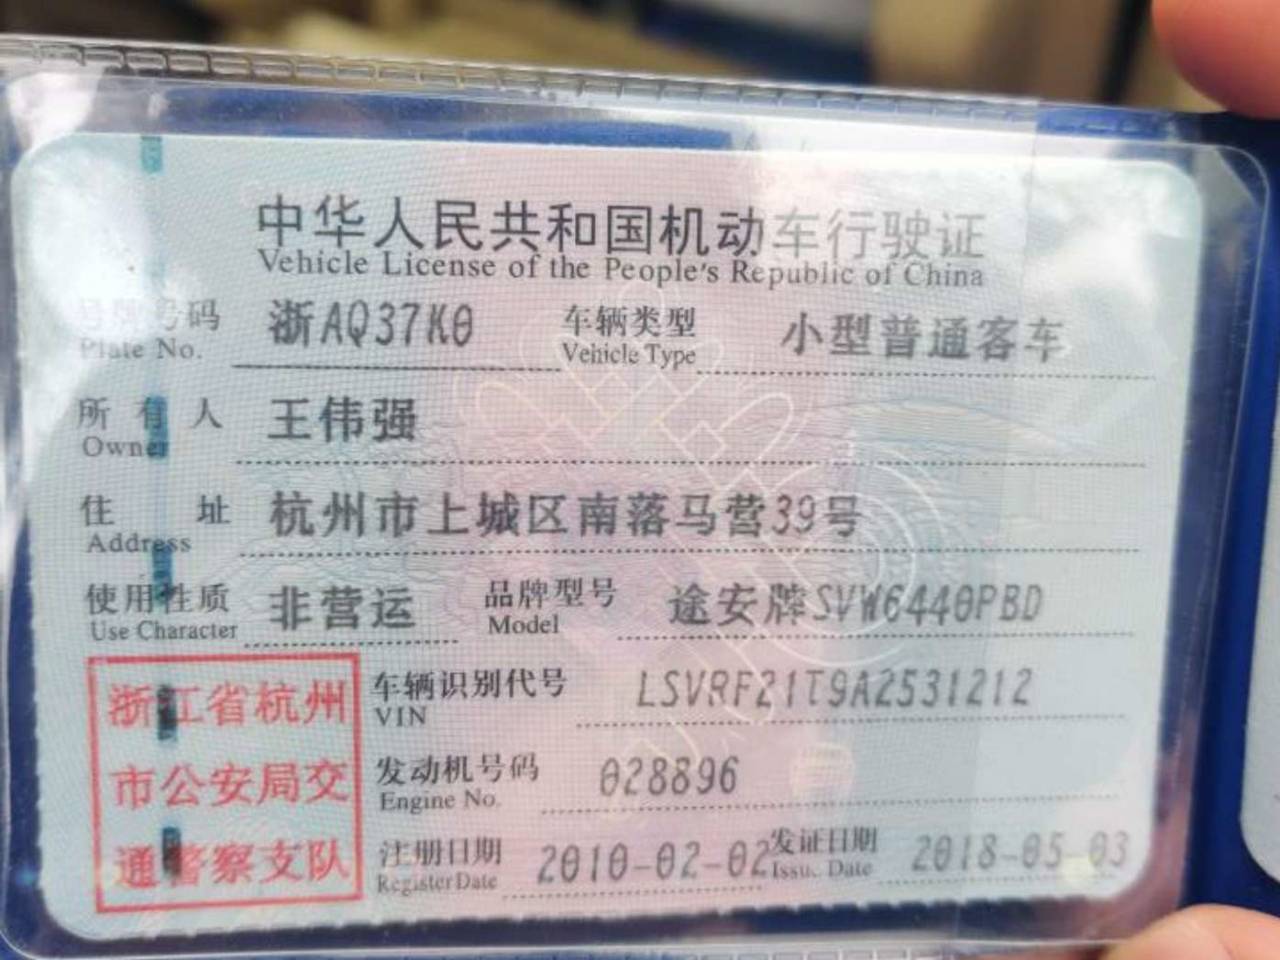 中华人民共和国机动车行驶证
Vehicle License of the People's Republic of China
号牌号码 浙AQ37K0 车辆类型 小型普通客车
Plate No. Vehicle Type
所有人 王伟强
Owner
住址 杭州市上城区南落马营39号
Address
使用性质 非营运 品牌型号 途安牌SVW6440PBD
Use Character Model
浙江省杭州
市公安局交
通警察支队
车辆识别代号 LSVRF21T9A2531212
VIN
发动机号码 028896
Engine No.
注册日期 2010-02-02 发证日期 2018-05-03
Register Date Issue Date